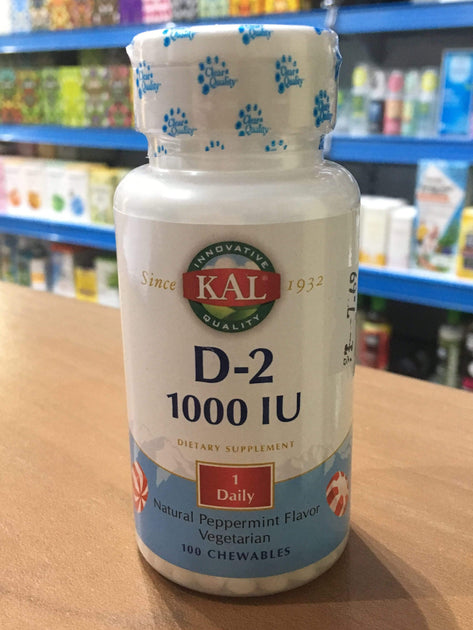 Clear Quality
INNOVATIVE
Since KAL® 1932
QUALITY
D-2
1000 IU
DIETARY SUPPLEMENT
1
Daily
Natural Peppermint Flavor
Vegetarian
100 CHEWABLES